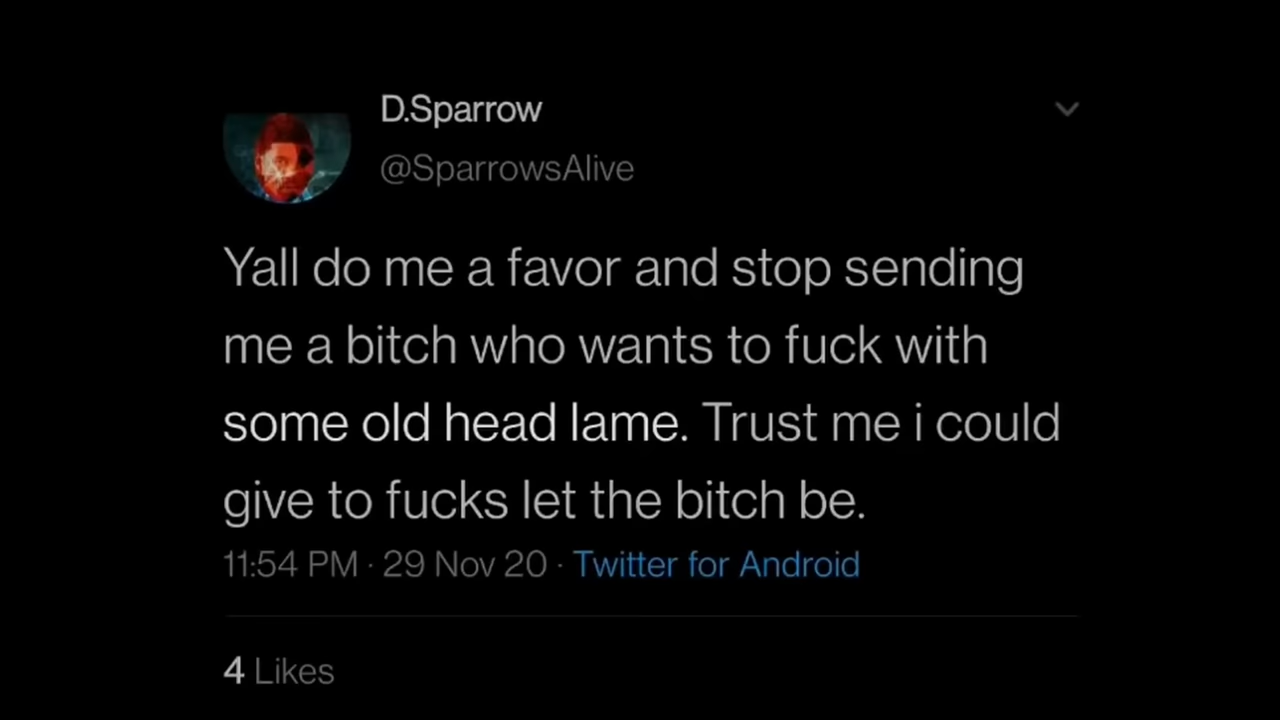 D.Sparrow
@SparrowsAlive
Yall do me a favor and stop sending
me a bitch who wants to fuck with
some old head lame. Trust me i could
give to fucks let the bitch be.
11:54 PM · 29 Nov 20 · Twitter for Android
4 Likes